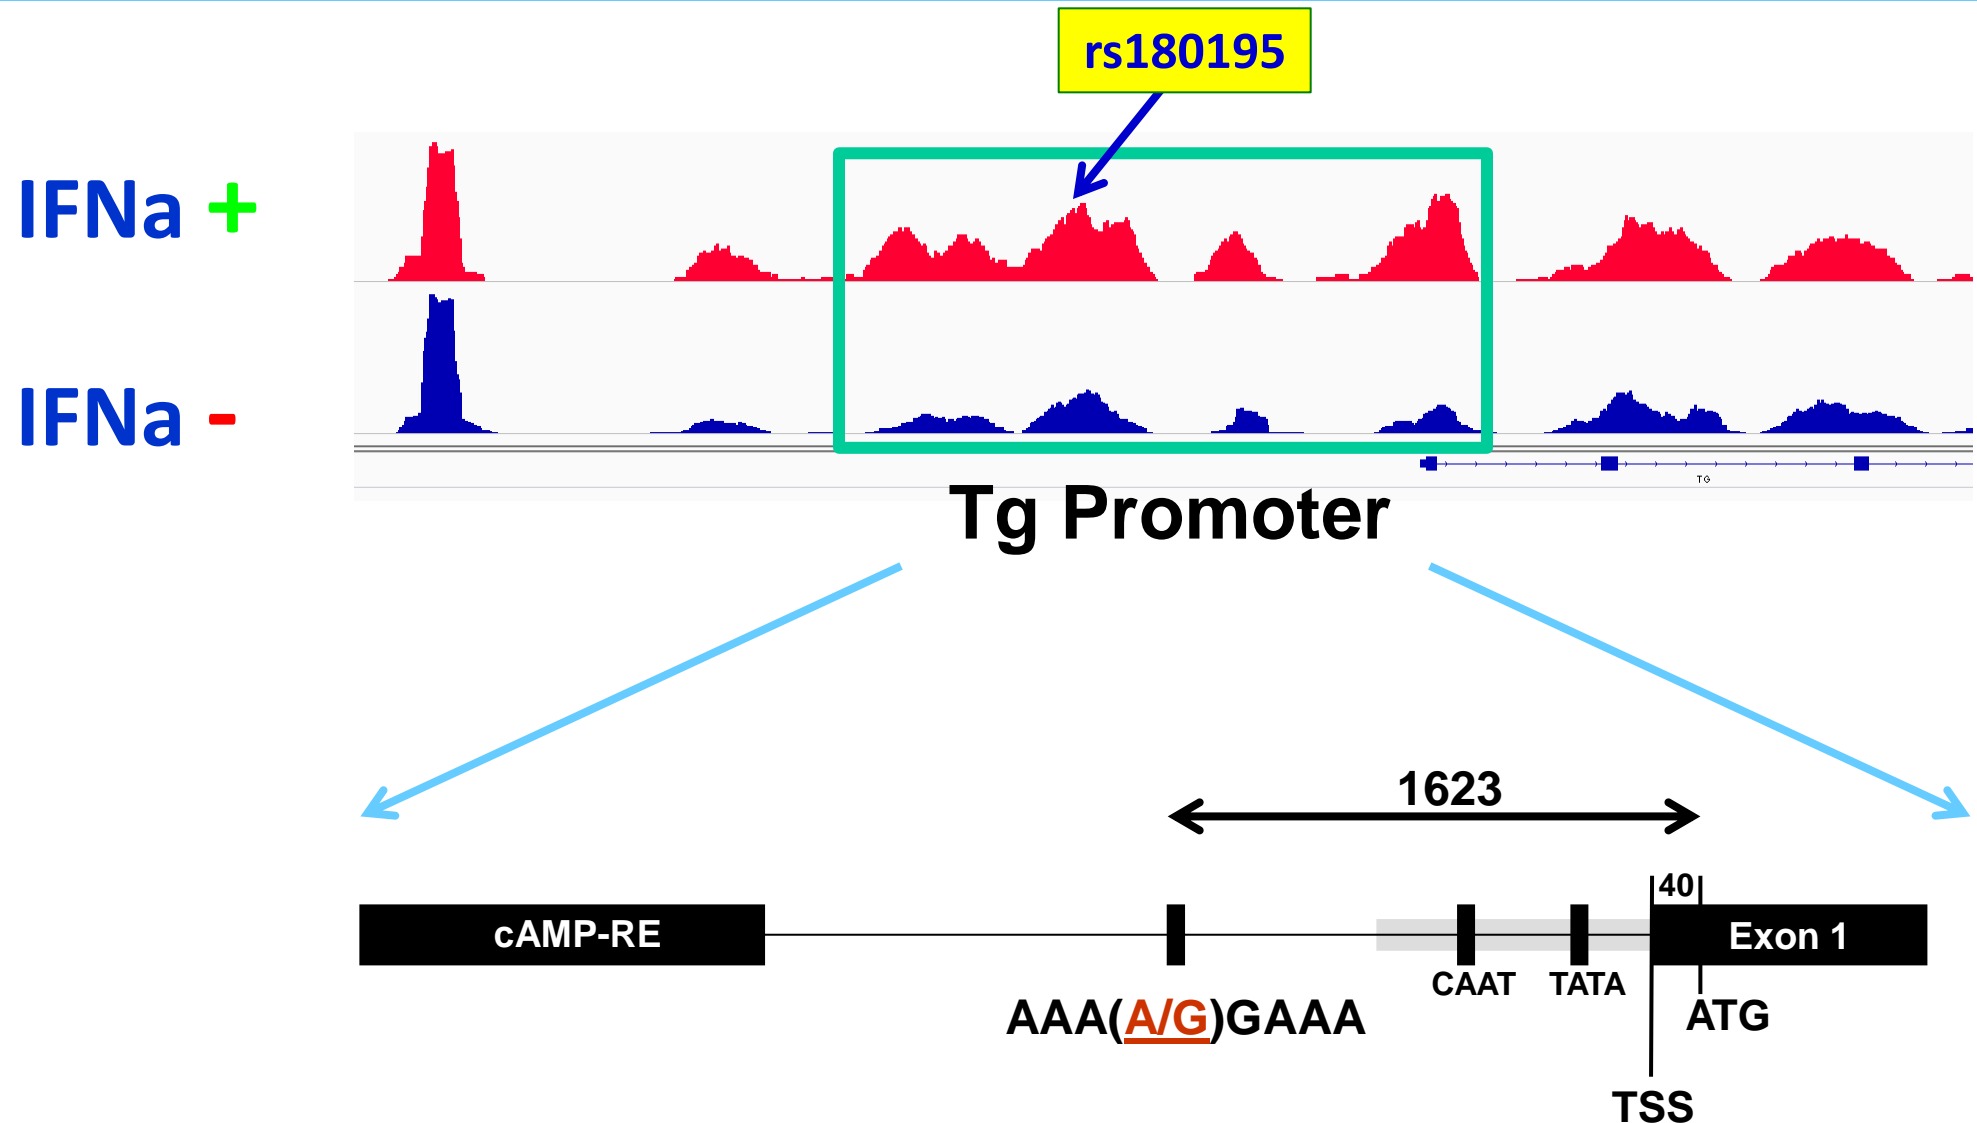 rs180195
IFNa +
IFNa -
TG
Tg Promoter
1623
40
cAMP-RE
Exon 1
CAAT
TATA
AAA(A/G)GAAA
ATG
TSS